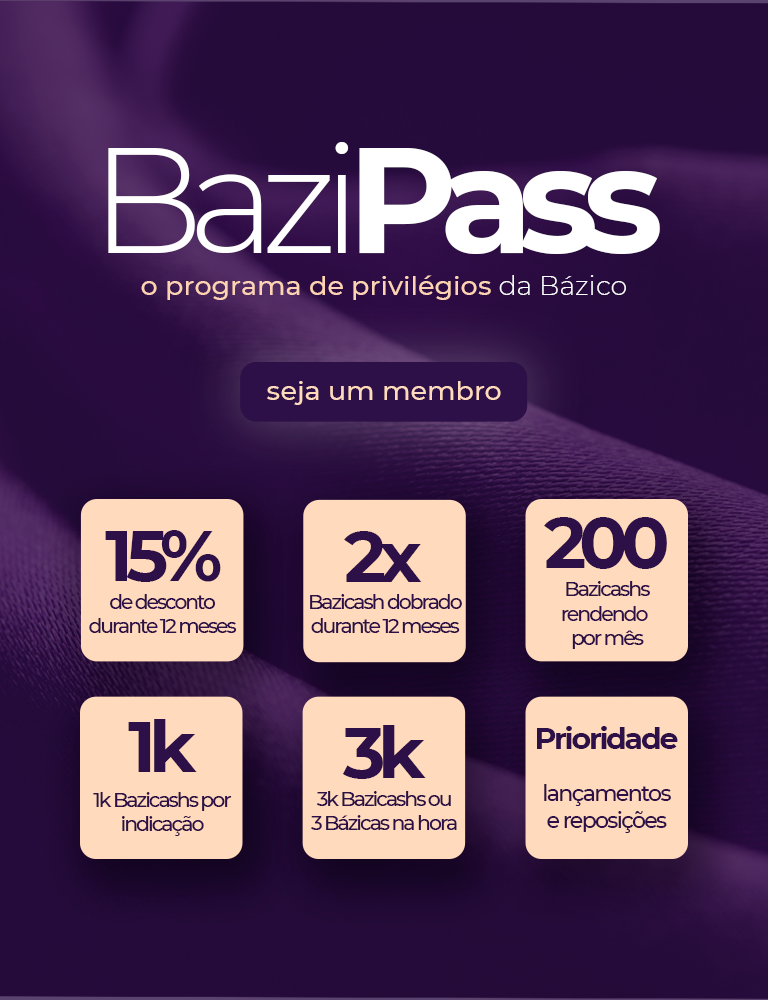 BaziPass
o programa de privilégios da Bázico
seja um membro
15%
de desconto
durante 12 meses
2x
Bazicash dobrado
durante 12 meses
200
Bazicashs
rendendo
por mês
1k
1k Bazicashs por
indicação
3k
3k Bazicashs ou
3 Bázicas na hora
Prioridade
lançamentos
e reposições